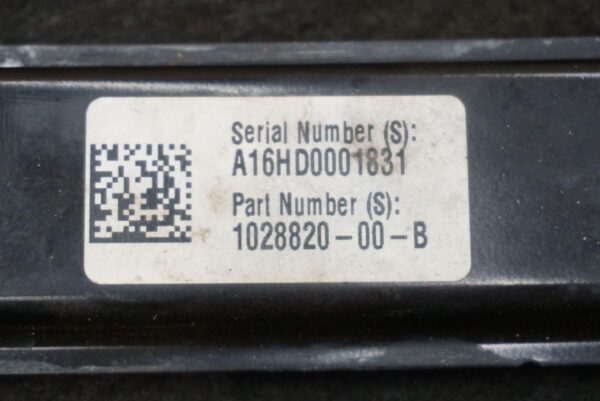 Serial Number (S):
A16HD0001831
Part Number (S):
1028820-00-B